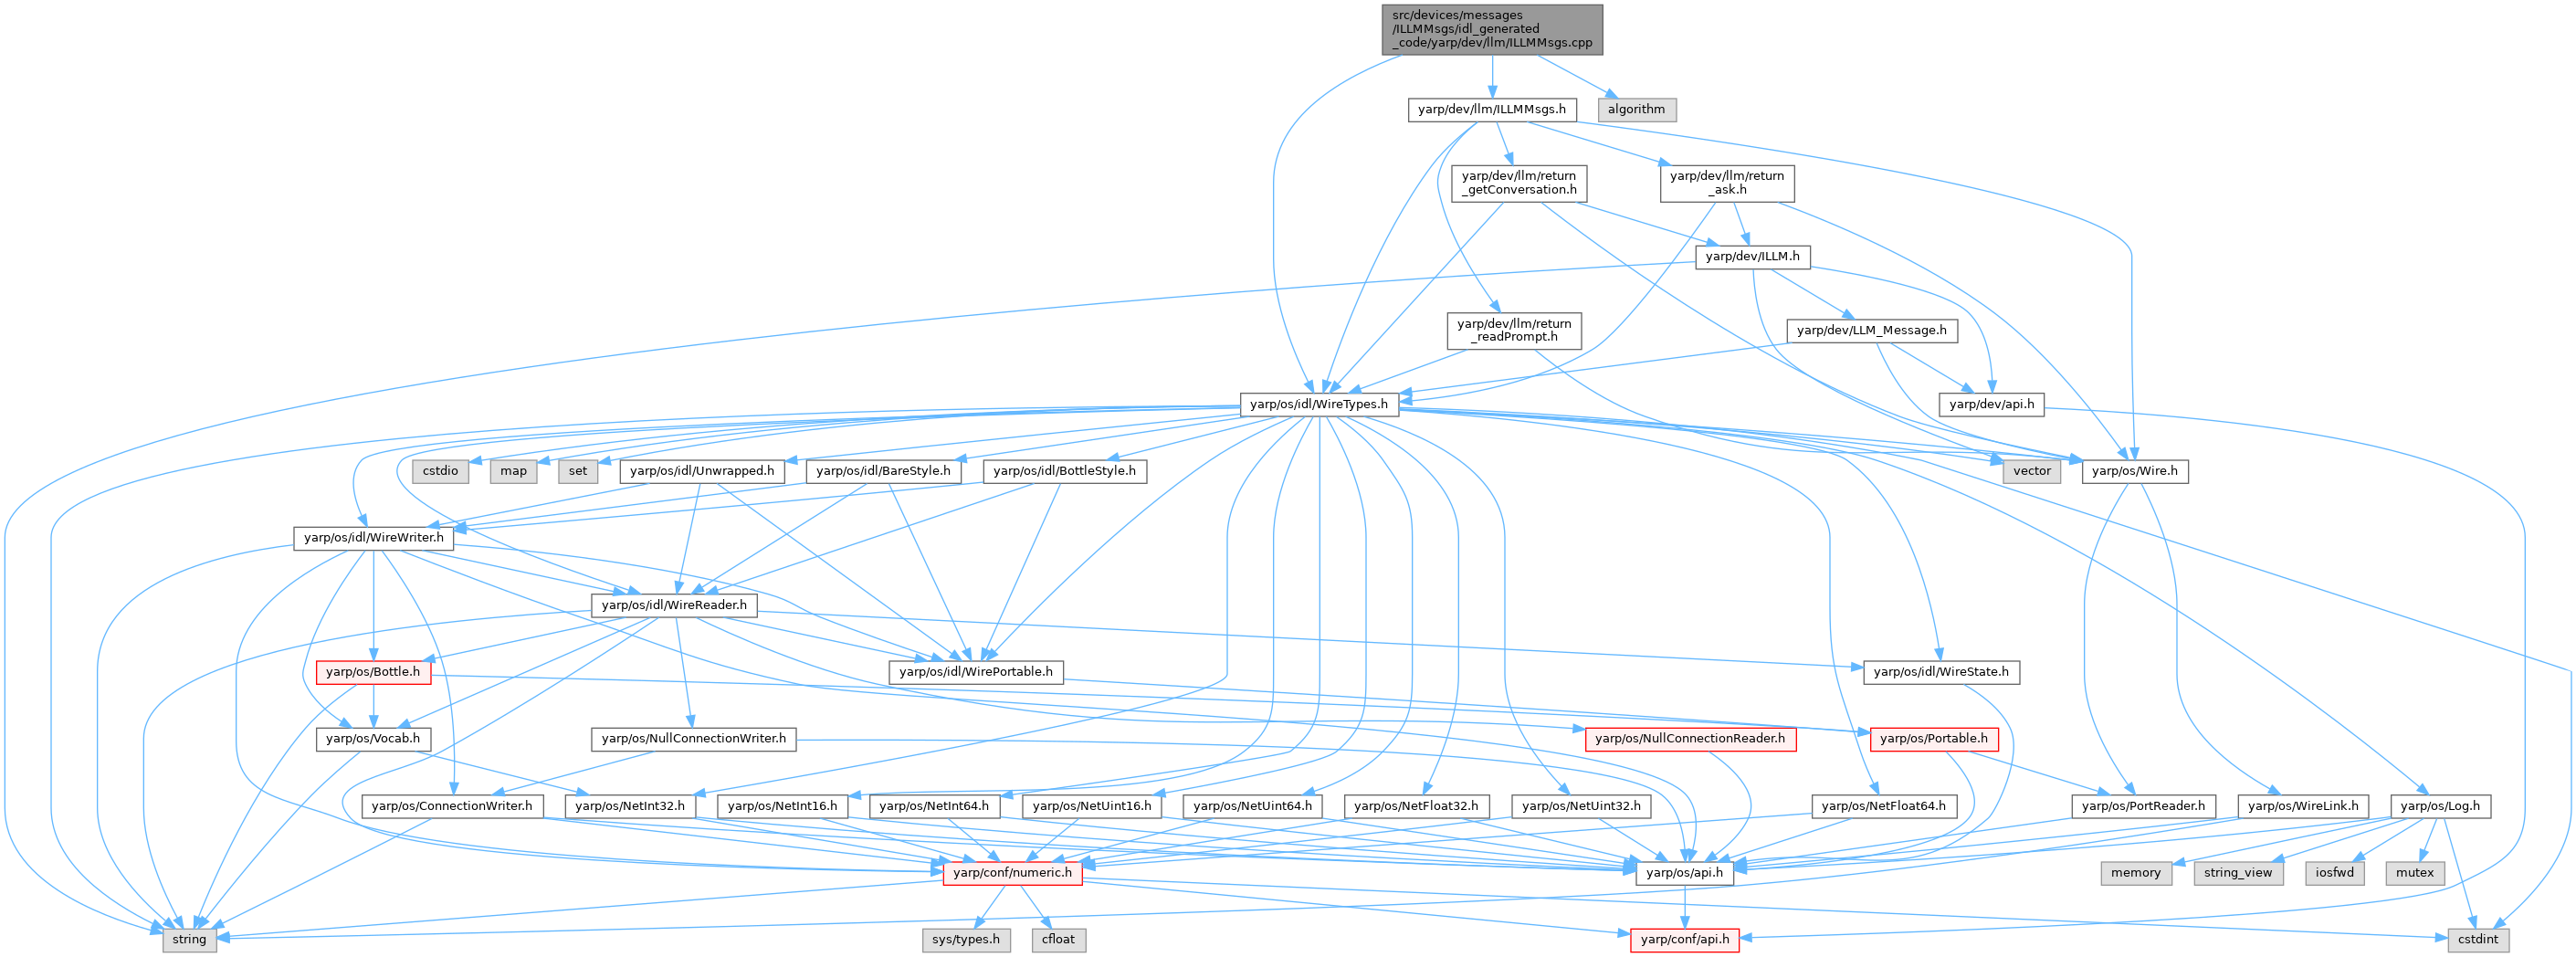 src/devices/messages
/ILLMMsgs/idl_generated
_code/yarp/dev/llm/ILLMMsgs.cpp
yarp/dev/llm/ILLMMsgs.h
algorithm
yarp/dev/llm/return
_getConversation.h
yarp/dev/llm/return
_ask.h
yarp/dev/ILLM.h
yarp/dev/llm/return
_readPrompt.h
yarp/dev/LLM_Message.h
yarp/os/idl/WireTypes.h
yarp/dev/api.h
cstdio
map
set
yarp/os/idl/Unwrapped.h
yarp/os/idl/BareStyle.h
yarp/os/idl/BottleStyle.h
vector
yarp/os/Wire.h
yarp/os/idl/WireWriter.h
yarp/os/idl/WireReader.h
yarp/os/Bottle.h
yarp/os/idl/WirePortable.h
yarp/os/idl/WireState.h
yarp/os/Vocab.h
yarp/os/NullConnectionWriter.h
yarp/os/NullConnectionReader.h
yarp/os/Portable.h
yarp/os/ConnectionWriter.h
yarp/os/NetInt32.h
yarp/os/NetInt16.h
yarp/os/NetInt64.h
yarp/os/NetUint16.h
yarp/os/NetUint64.h
yarp/os/NetFloat32.h
yarp/os/NetUint32.h
yarp/os/NetFloat64.h
yarp/os/PortReader.h
yarp/os/WireLink.h
yarp/os/Log.h
yarp/conf/numeric.h
yarp/os/api.h
memory
string_view
iosfwd
mutex
string
sys/types.h
cfloat
yarp/conf/api.h
cstdint